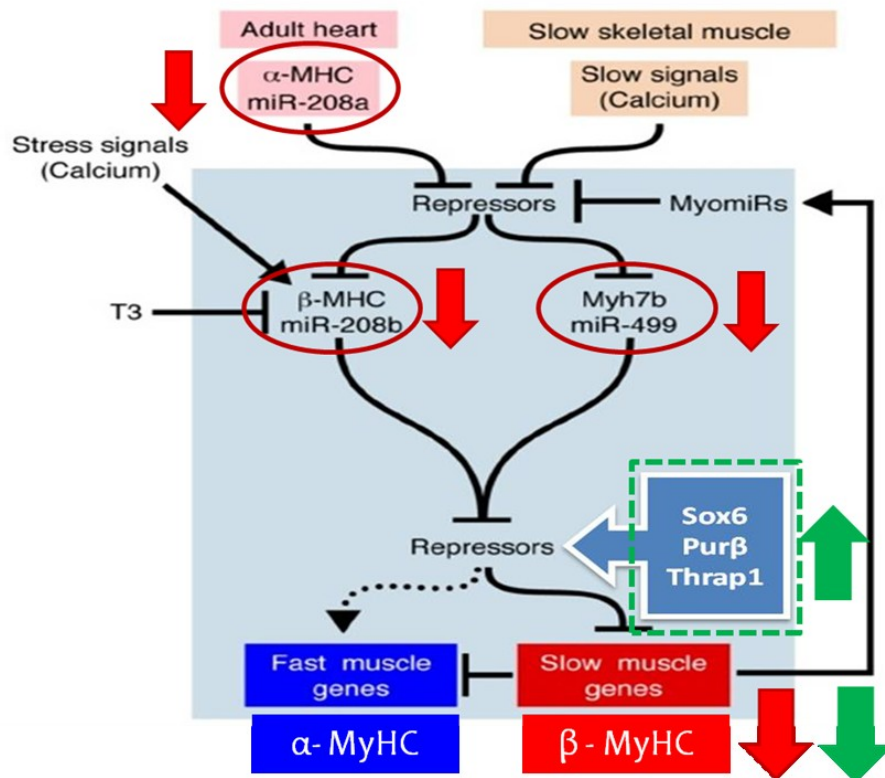 Adult heart
α-MHC
miR-208a
Slow skeletal muscle
Slow signals
(Calcium)
Stress signals
(Calcium)
Repressors
MyomiRs
T3
β-MHC
miR-208b
Myh7b
miR-499
Repressors
Sox6
Purβ
Thrap1
Fast muscle
genes
Slow muscle
genes
α- MyHC
β - MyHC